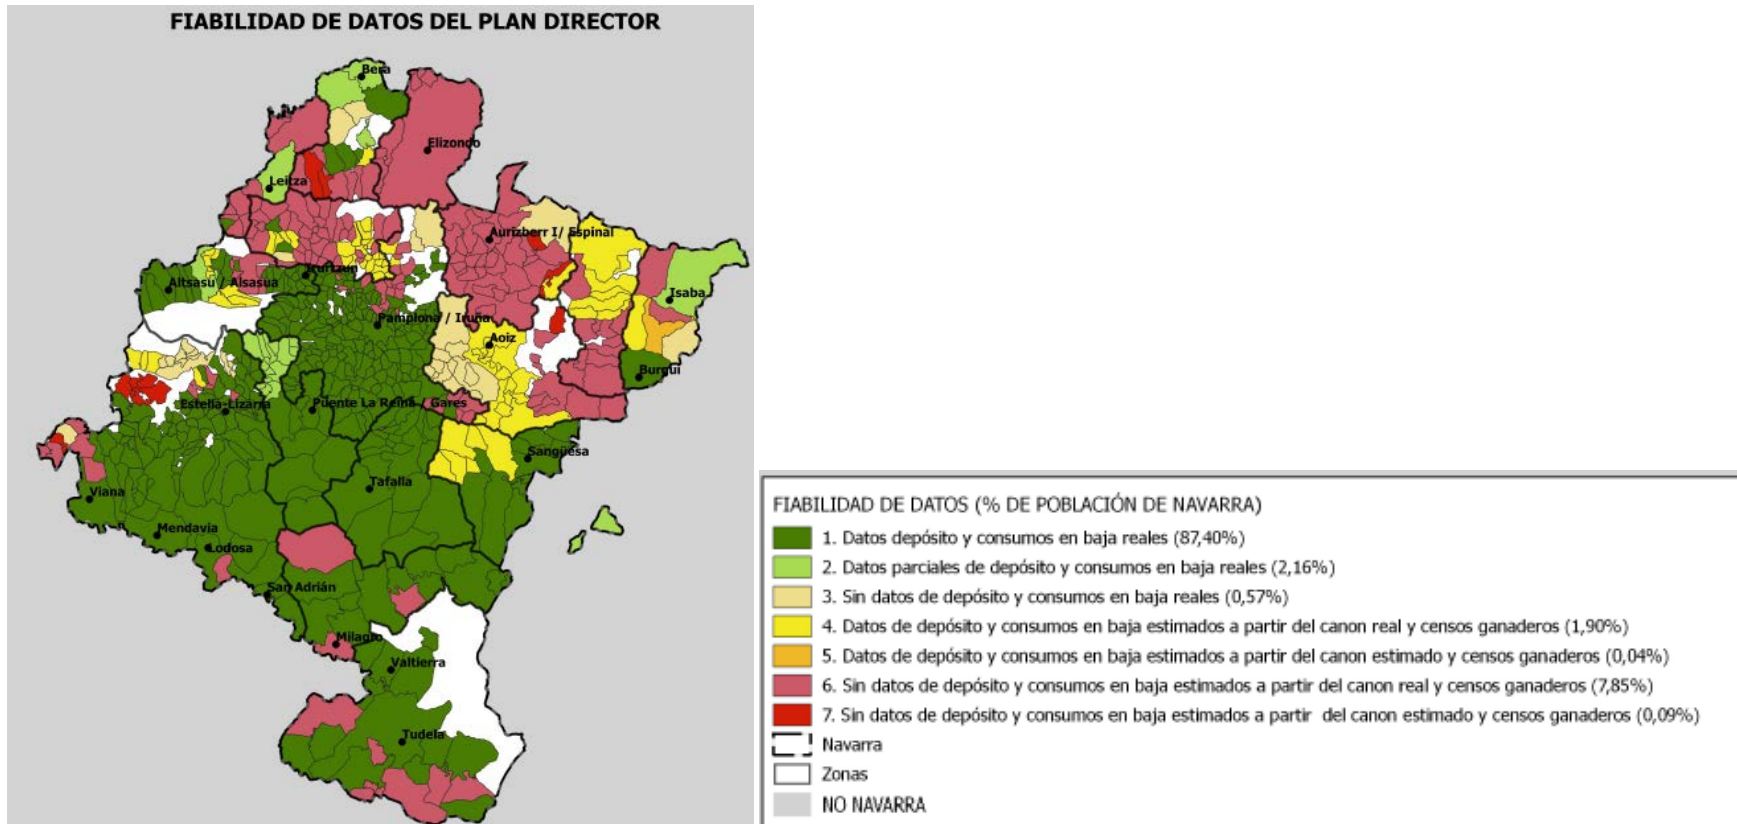 FIABILIDAD DE DATOS DEL PLAN DIRECTOR
Bera
Elizondo
Leitza
Aurizberri / Espinal
Irurtzun
Altsasu / Alsasua
Isaba
Pamplona / Iruña
Aoiz
Burgui
Estella-Lizarra
Puente La Reina / Gares
Sangüesa
Tafalla
Viana
Mendavia
Lodosa
San Adrián
Milagro
Valtierra
Tudela
FIABILIDAD DE DATOS (% DE POBLACIÓN DE NAVARRA)
1. Datos depósito y consumos en baja reales (87,40%)
2. Datos parciales de depósito y consumos en baja reales (2,16%)
3. Sin datos de depósito y consumos en baja reales (0,57%)
4. Datos de depósito y consumos en baja estimados a partir del canon real y censos ganaderos (1,90%)
5. Datos de depósito y consumos en baja estimados a partir del canon estimado y censos ganaderos (0,04%)
6. Sin datos de depósito y consumos en baja estimados a partir del canon real y censos ganaderos (7,85%)
7. Sin datos de depósito y consumos en baja estimados a partir del canon estimado y censos ganaderos (0,09%)
Navarra
Zonas
NO NAVARRA